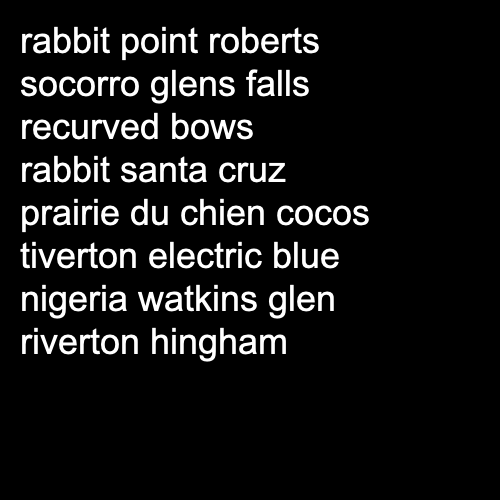 rabbit point roberts
socorro glens falls
recurved bows
rabbit santa cruz
prairie du chien cocos
tiverton electric blue
nigeria watkins glen
riverton hingham